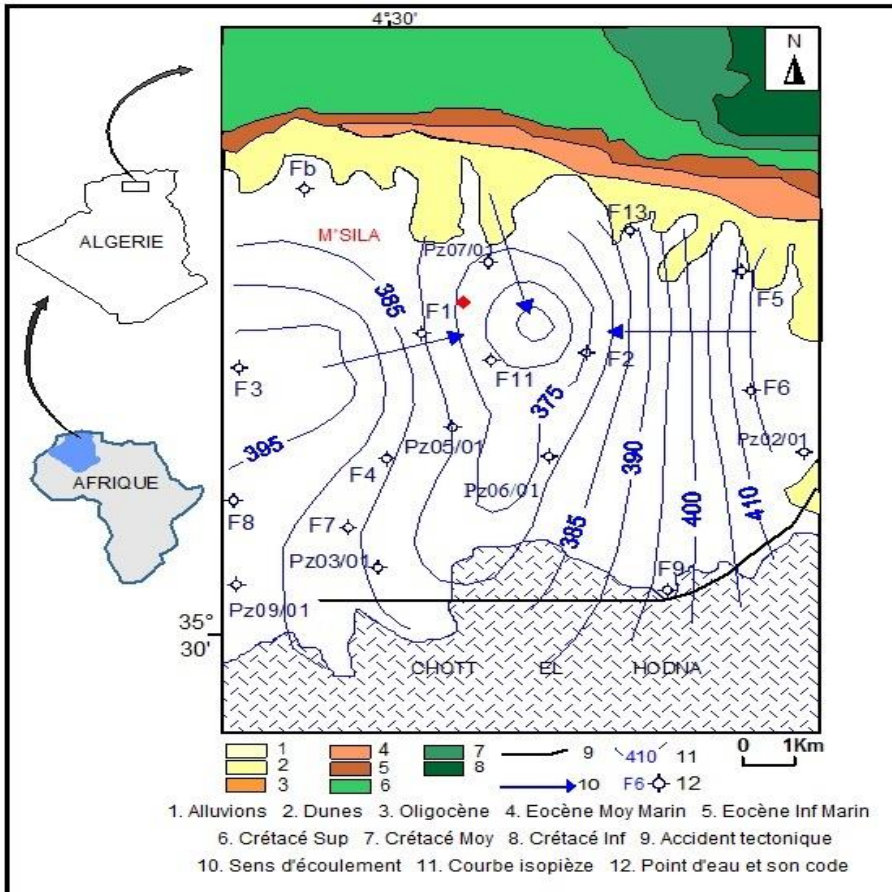 4°30'
N
Fb
F13
M'SILA
Pz07/01
ALGERIE
385
F5
F1
F3
F11
F2
375
F6
395
Pz05/01
390
Pz02/01
AFRIQUE
F4
Pz06/01
410
F8
400
F7
385
Pz03/01
F9
Pz09/01
35°
30'
CHOTT EL HODNA
1 4 7 9 410 11 0 1Km
2 5 8
3 6 10 F6 12
1. Alluvions 2. Dunes 3. Oligocène 4. Eocène Moy Marin 5. Eocène Inf Marin
6. Crétacé Sup 7. Crétacé Moy 8. Crétacé Inf 9. Accident tectonique
10. Sens d'écoulement 11. Courbe isopièze 12. Point d'eau et son code